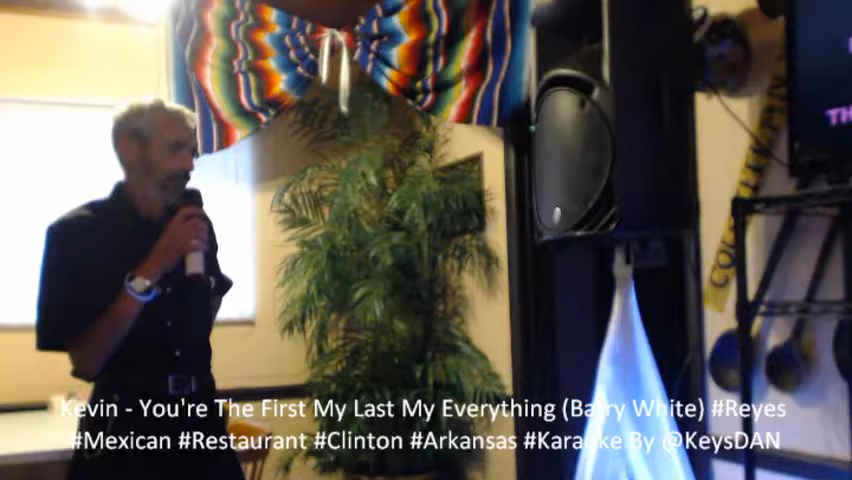 TH
Kevin - You're The First My Last My Everything (Barry White) #Reyes
#Mexican #Restaurant #Clinton #Arkansas #Karaoke By @KeysDAN